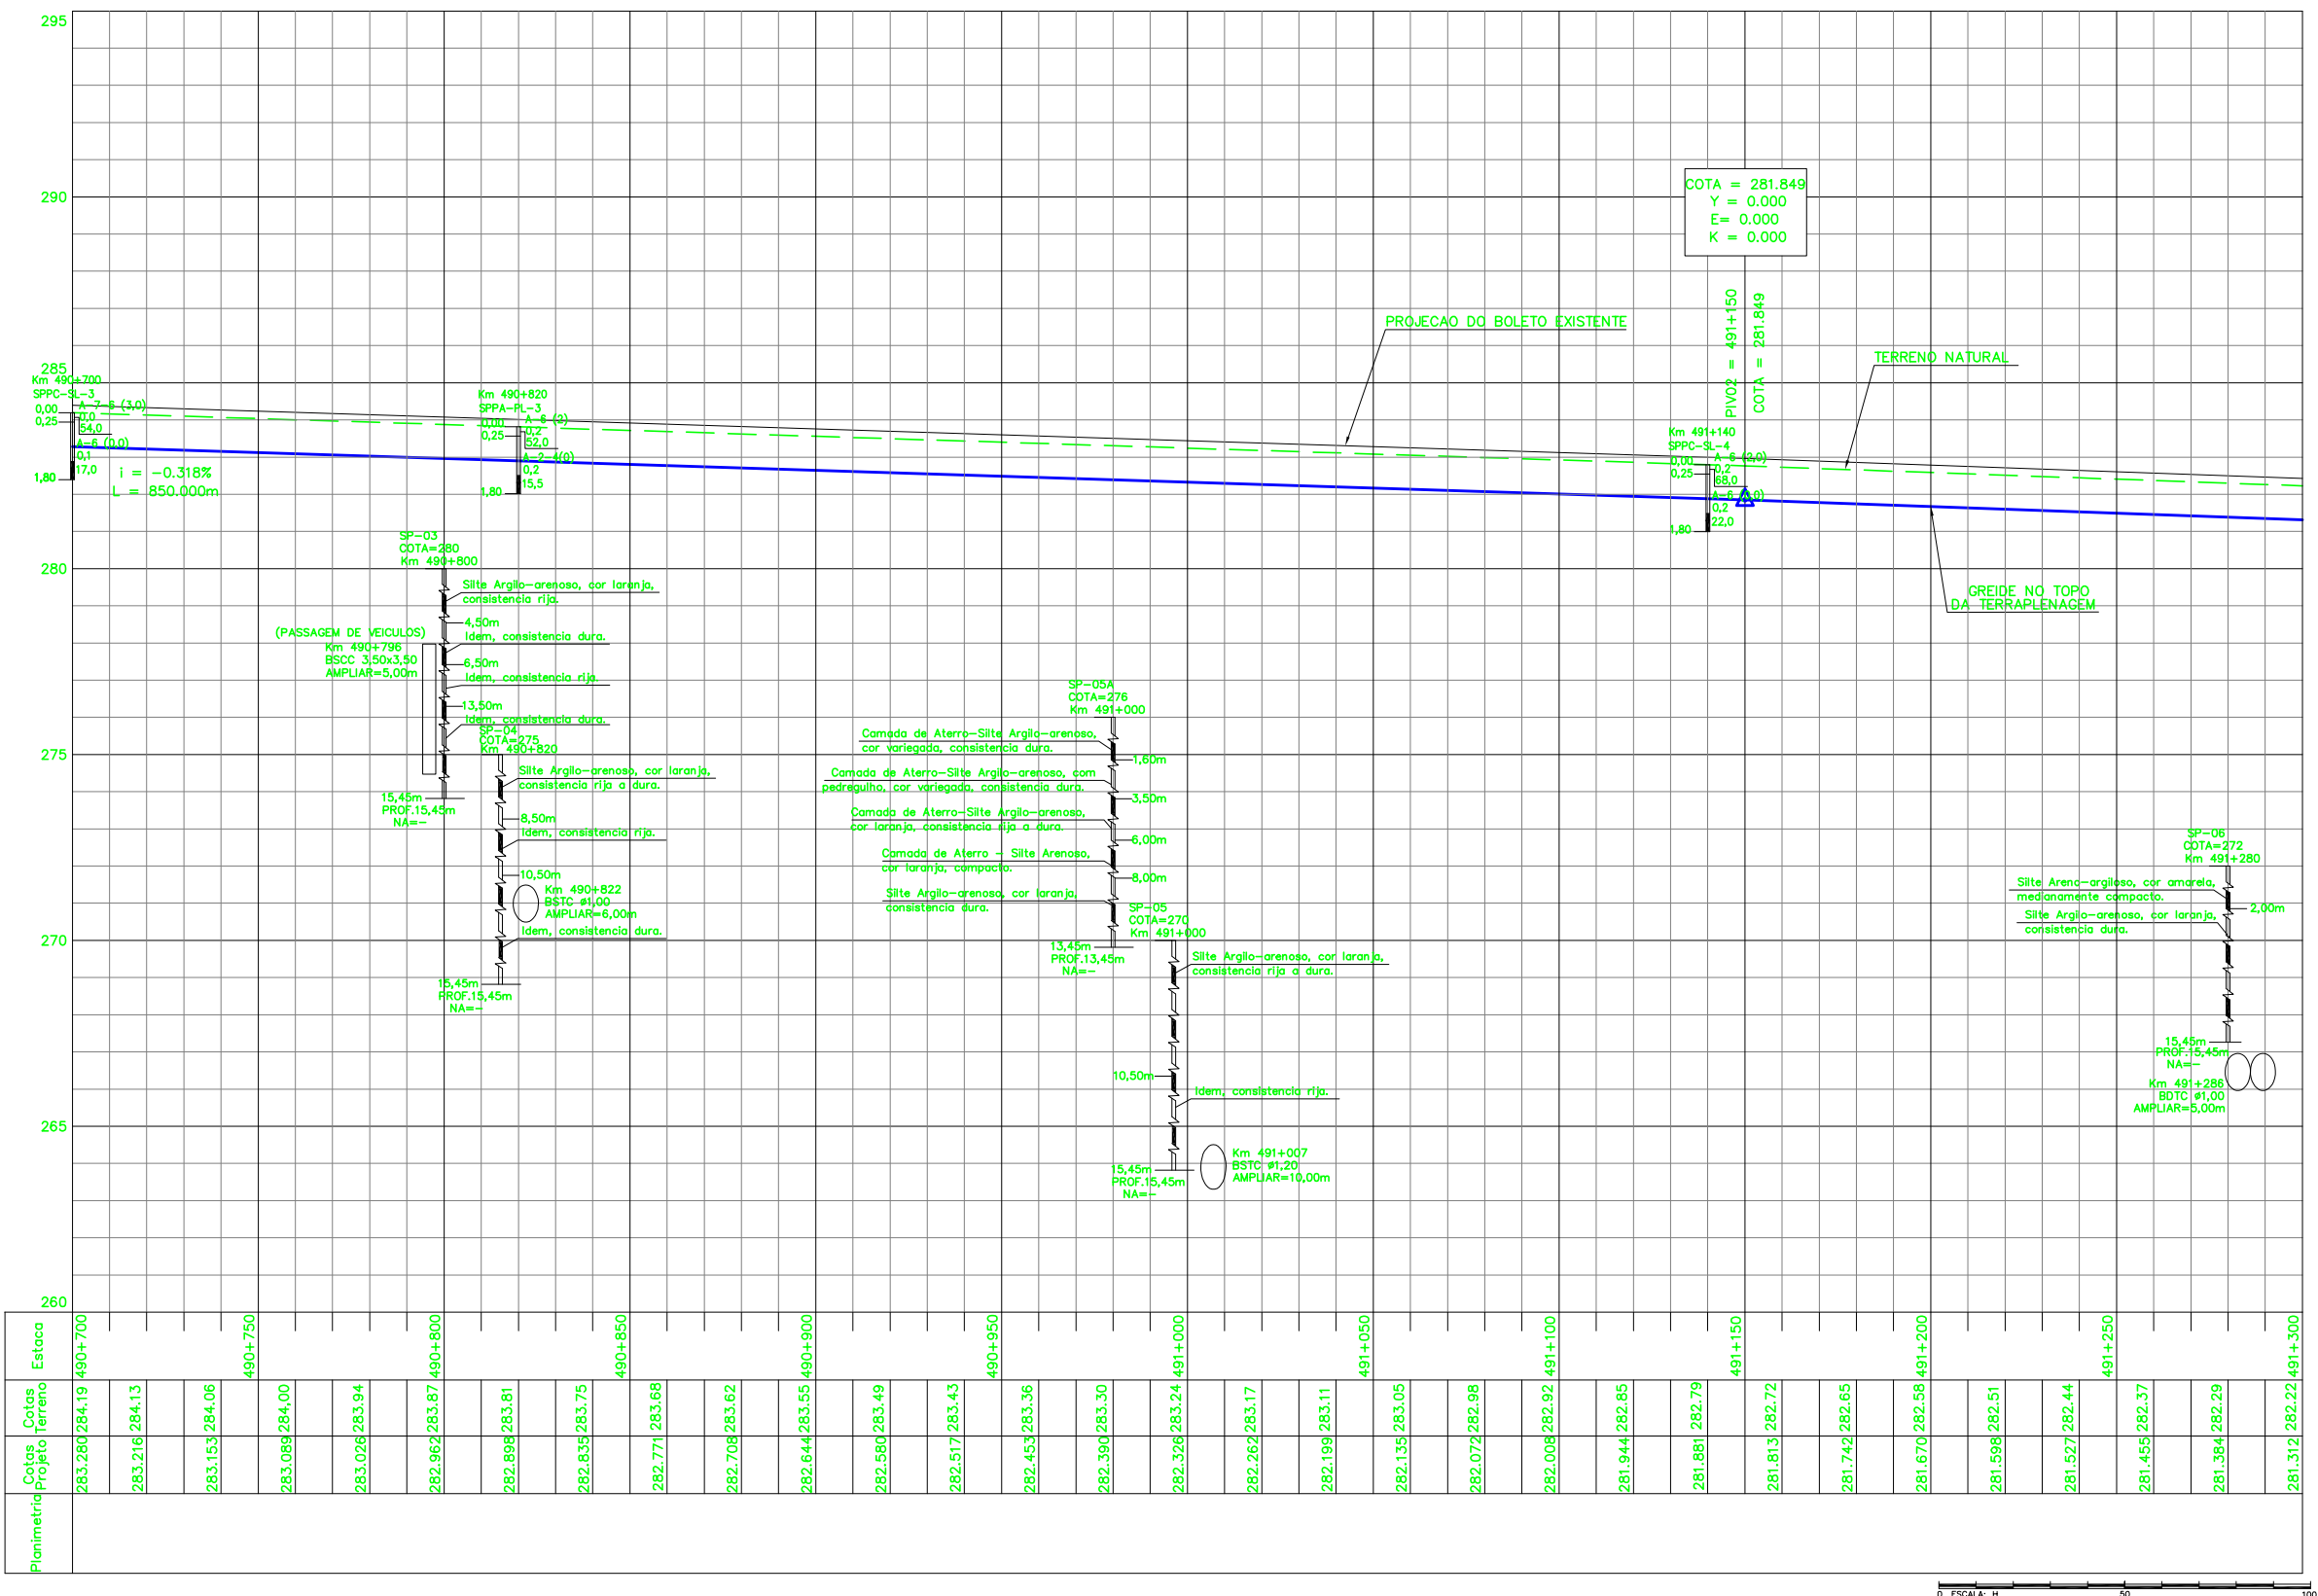 295
290
285
280
275
270
265
260
COTA = 281.849
Y = 0.000
E= 0.000
K = 0.000
PIV02 = 491+150
COTA = 281.849
PROJECAO DO BOLETO EXISTENTE
TERRENO NATURAL
GREIDE NO TOPO
DA TERRAPLENAGEM
Km 490+700
SPPC-SL-3
0,00
0,25
1,80
A-7-6 (3,0)
0,0
54,0
A-6 (0,0)
0,1
17,0
i = -0.318%
L = 850.000m
Km 490+820
SPPA-PL-3
0,00
0,25
1,80
A-6 (2)
0,2
52,0
A-2-4(0)
0,2
15,5
Km 491+140
SPPC-SL-4
0,00
0,25
1,80
A-6 (2,0)
0,2
68,0
A-6
0,2
22,0
SP-03
COTA=280
Km 490+800
Silte Argilo-arenoso, cor laranja,
consistencia rija.
4,50m
Idem, consistencia dura.
6,50m
Idem, consistencia rija.
13,50m
Idem, consistencia dura.
15,45m
PROF.15,45m
NA=-
(PASSAGEM DE VEICULOS)
Km 490+796
BSCC 3,50x3,50
AMPLIAR=5,00m
SP-04
COTA=275
Km 490+820
Silte Argilo-arenoso, cor laranja,
consistencia rija a dura.
8,50m
Idem, consistencia rija.
10,50m
Km 490+822
BSTC ø1,00
AMPLIAR=6,00m
Idem, consistencia dura.
15,45m
PROF.15,45m
NA=-
SP-05A
COTA=276
Km 491+000
Camada de Aterro-Silte Argilo-arenoso,
cor variegada, consistencia dura.
1,60m
Camada de Aterro-Silte Argilo-arenoso, com
pedregulho, cor variegada, consistencia dura.
3,50m
Camada de Aterro-Silte Argilo-arenoso,
cor laranja, consistencia rija a dura.
6,00m
Camada de Aterro - Silte Arenoso,
cor laranja, compacto.
8,00m
Silte Argilo-arenoso, cor laranja,
consistencia dura.
13,45m
PROF.13,45m
NA=-
SP-05
COTA=270
Km 491+000
Silte Argilo-arenoso, cor laranja,
consistencia rija a dura.
10,50m
Idem, consistencia rija.
15,45m
PROF.15,45m
NA=-
Km 491+007
BSTC ø1,20
AMPLIAR=10,00m
SP-06
COTA=272
Km 491+280
Silte Areno-argiloso, cor amarela,
medianamente compacto.
2,00m
Silte Argilo-arenoso, cor laranja,
consistencia dura.
15,45m
PROF.15,45m
NA=-
Km 491+286
BDTC ø1,00
AMPLIAR=5,00m
Estaca
490+700 490+750 490+800 490+850 490+900 490+950 491+000 491+050 491+100 491+150 491+200 491+250 491+300
Cotas
Terreno
284.19 284.13 284.06 284,00 283.94 283.87 283.81 283.75 283.68 283.62 283.55 283.49 283.43 283.36 283.30 283.24 283.17 283.11 283.05 282.98 282.92 282.85 282.79 282.72 282.65 282.58 282.51 282.44 282.37 282.29 282.22
Cotas
Projeto
283.280 283.216 283.153 283.089 283.026 282.962 282.898 282.835 282.771 282.708 282.644 282.580 282.517 282.453 282.390 282.326 282.262 282.199 282.135 282.072 282.008 281.944 281.881 281.813 281.742 281.670 281.598 281.527 281.455 281.384 281.312
Planimetria
0 ESCALA: H 50 100